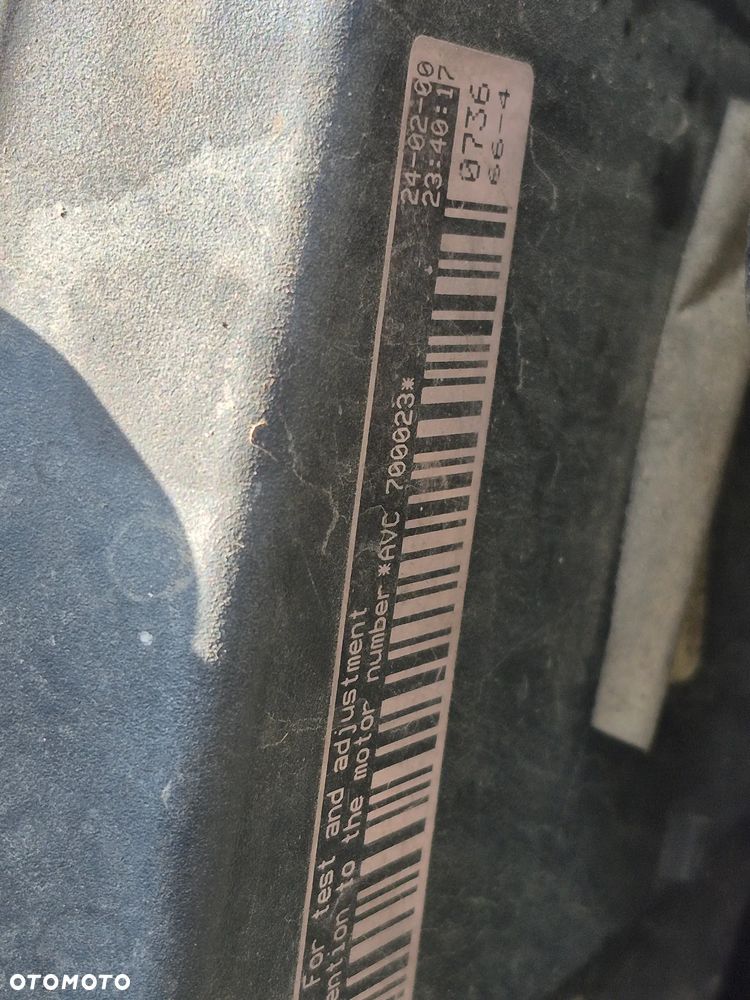 For test and adjustment
ention to the motor number *AVC 700023*
24-02-00
23:40:17
0736
66-4
OTOMOTO